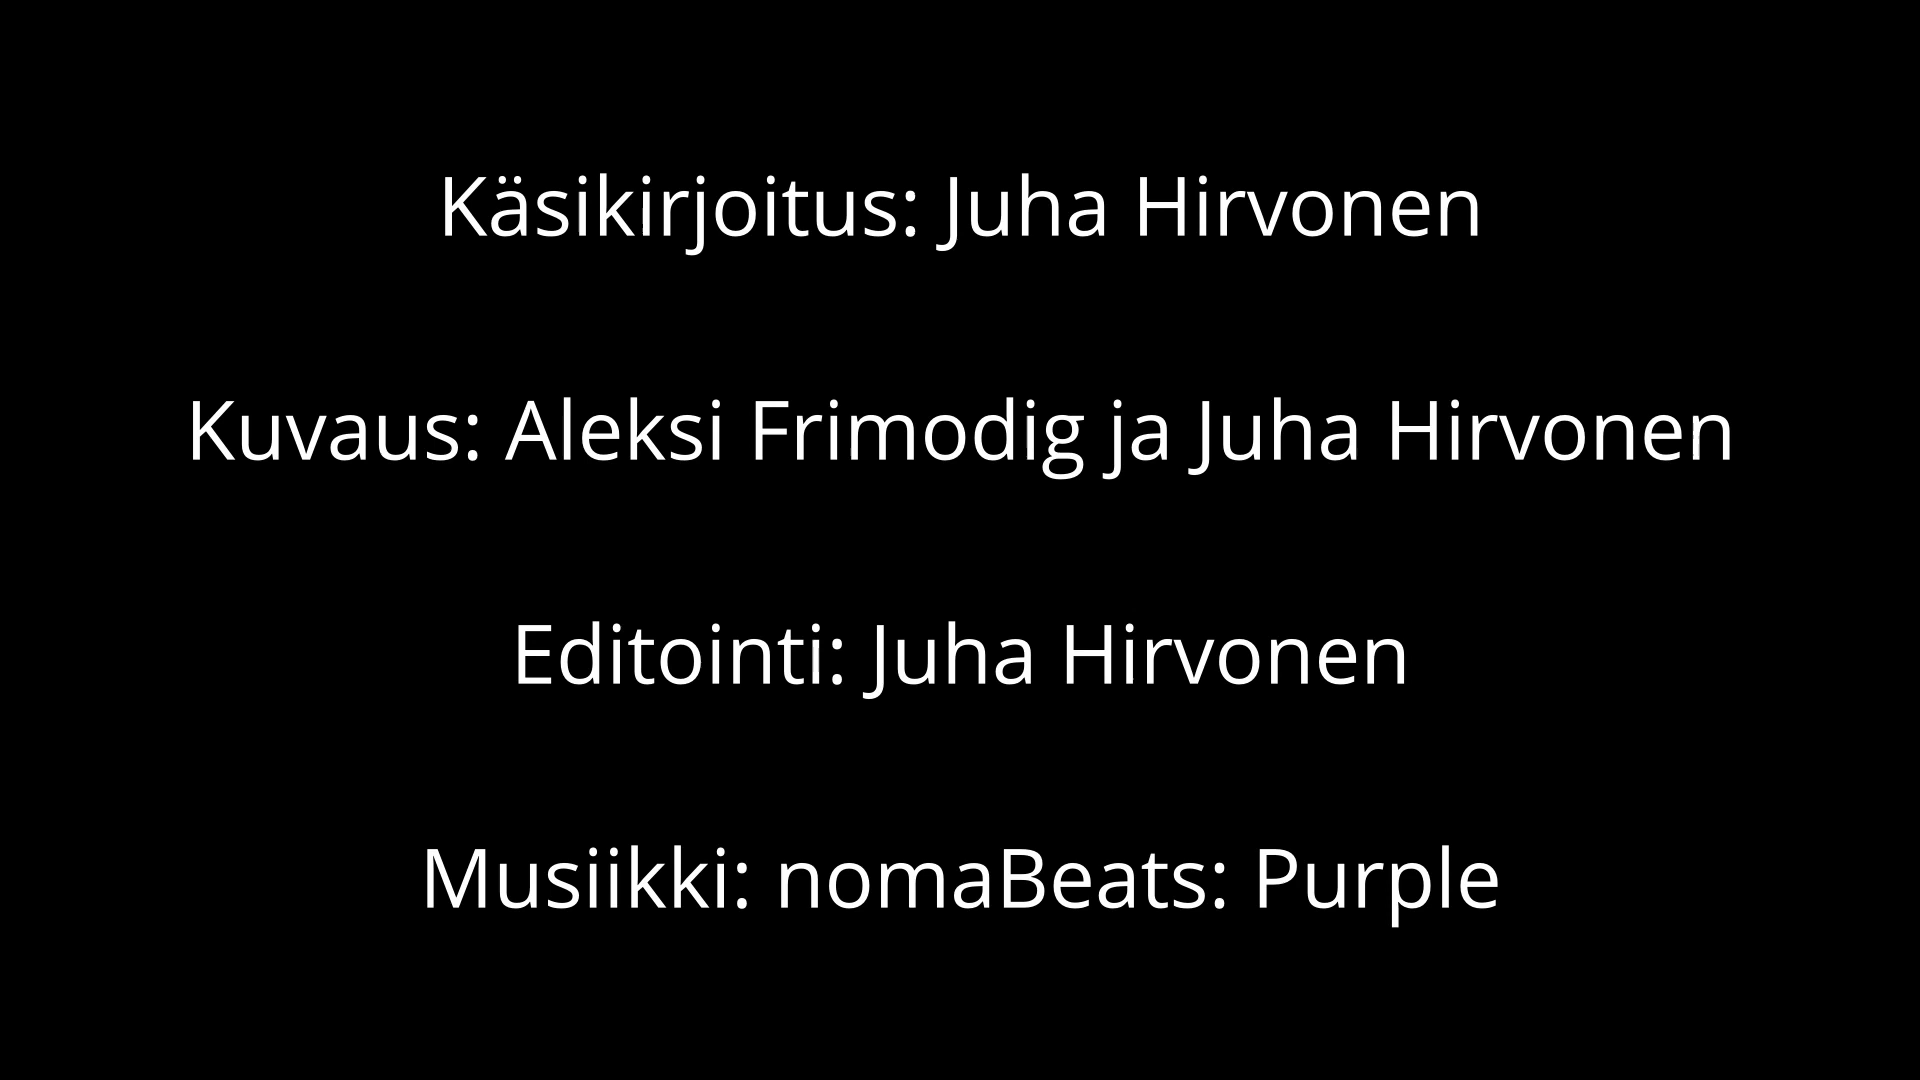 Käsikirjoitus: Juha Hirvonen
Kuvaus: Aleksi Frimodig ja Juha Hirvonen
Editointi: Juha Hirvonen
Musiikki: nomaBeats: Purple